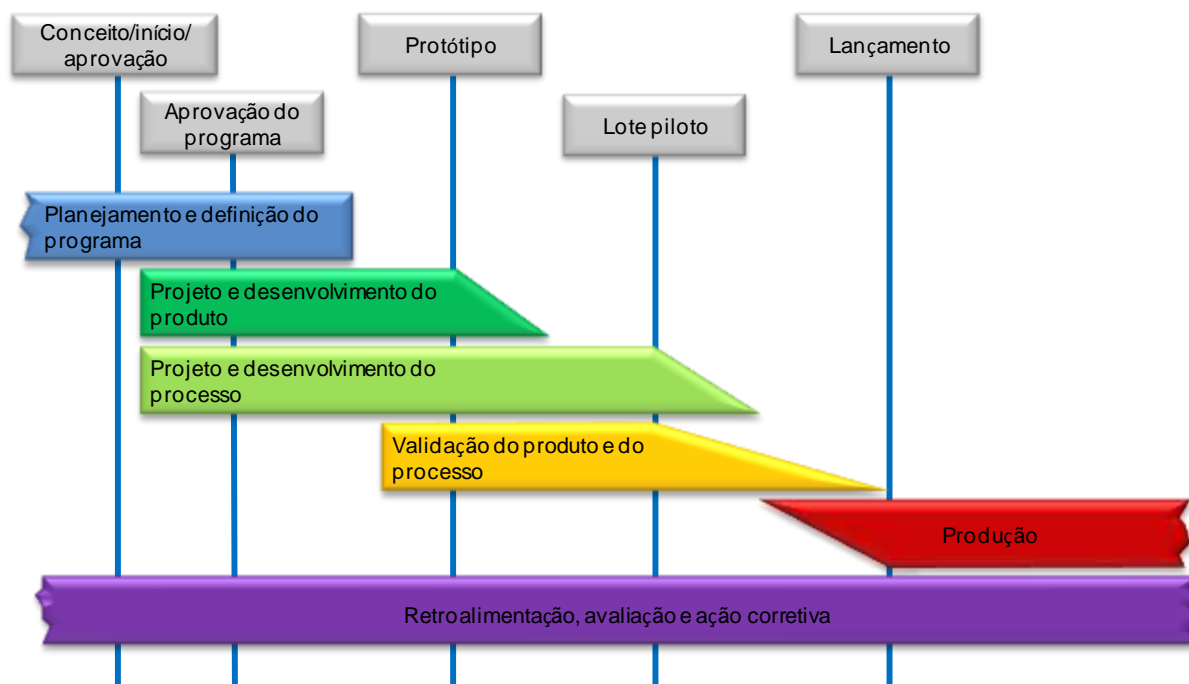 Conceito/início/
aprovação
Protótipo
Lançamento
Aprovação do
programa
Lote piloto
Planejamento e definição do
programa
Projeto e desenvolvimento do
produto
Projeto e desenvolvimento do
processo
Validação do produto e do
processo
Produção
Retroalimentação, avaliação e ação corretiva